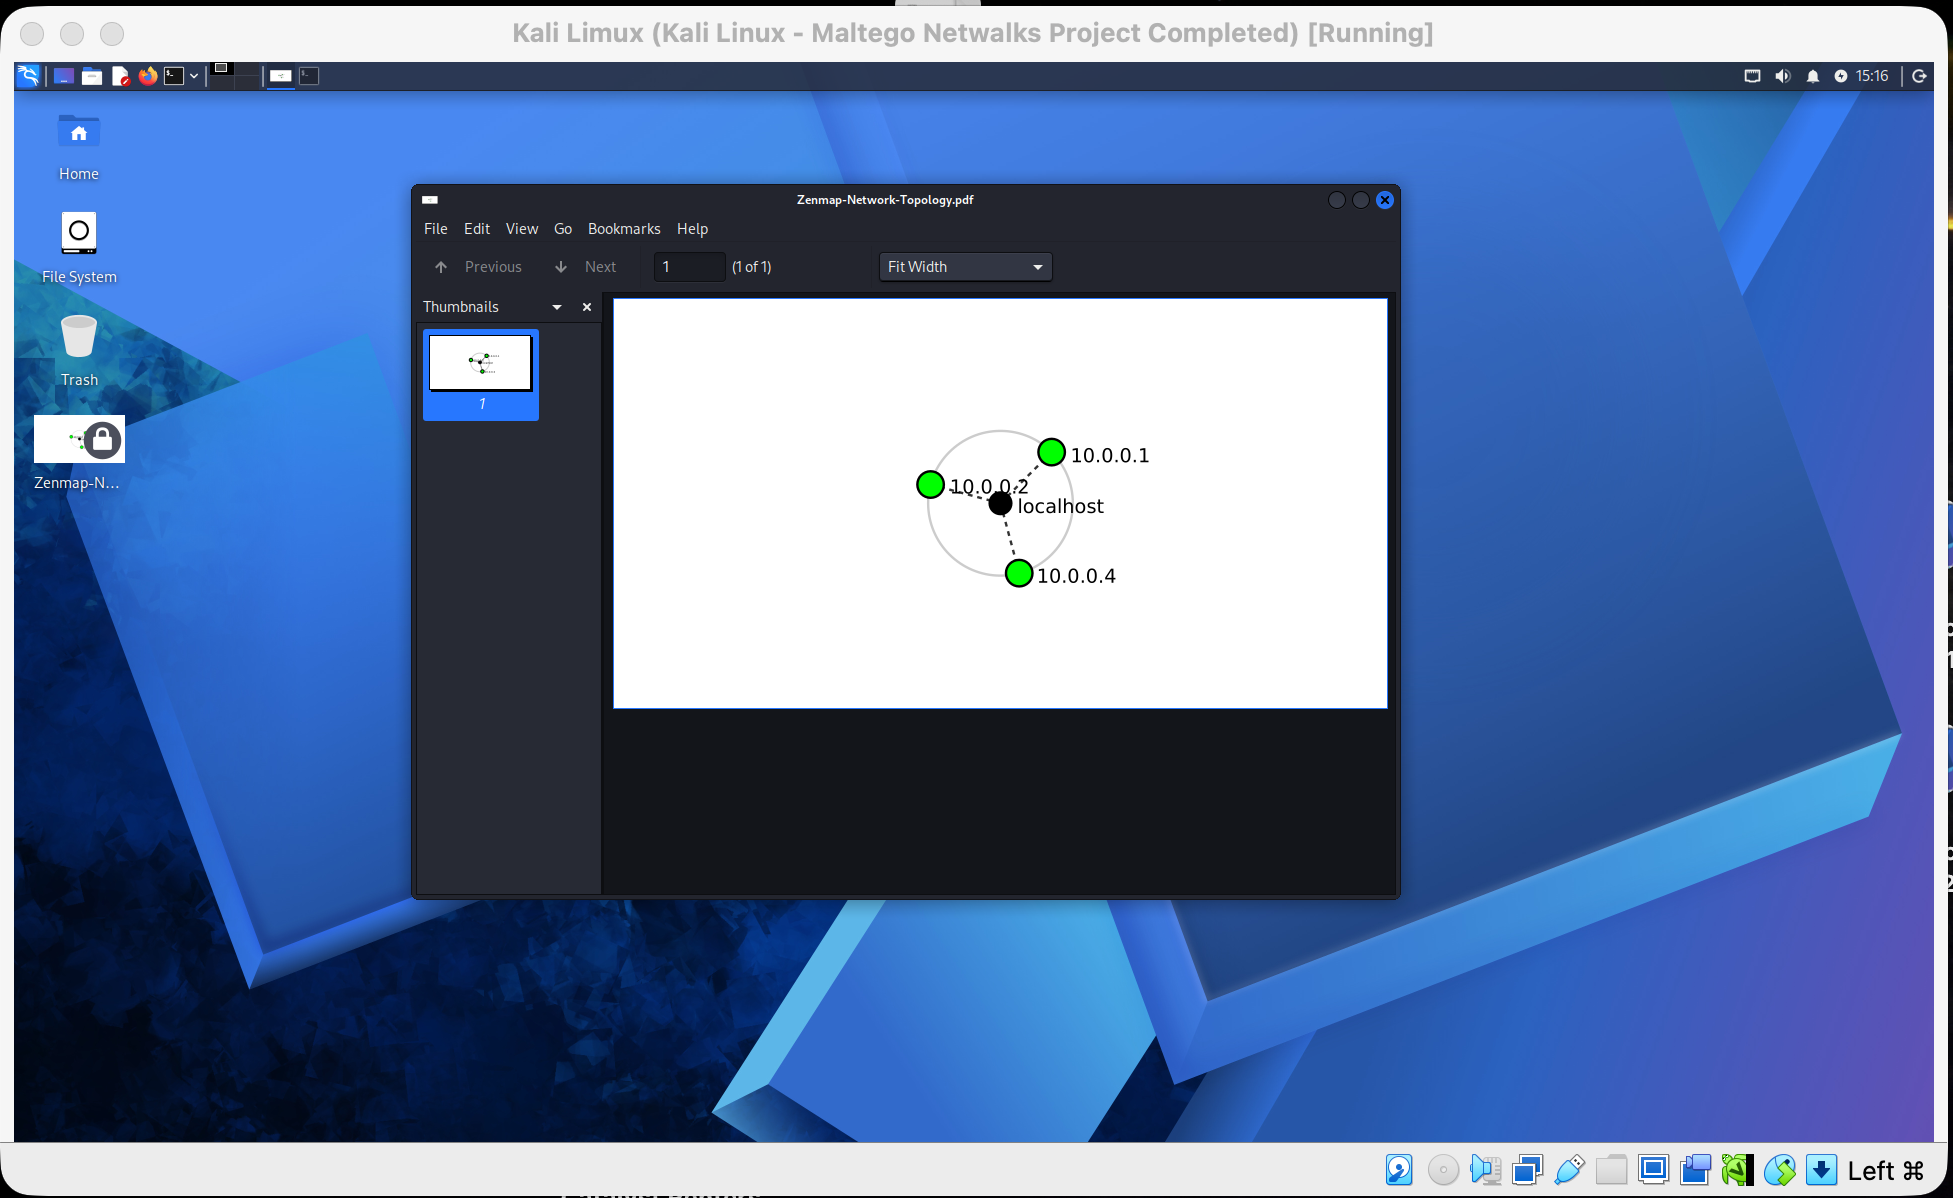 Kali Limux (Kali Linux - Maltego Netwalks Project Completed) [Running]
15:16
Home
File System
Trash
Zenmap-N...
Zenmap-Network-Topology.pdf
File Edit View Go Bookmarks Help
Previous Next 1 (1 of 1) Fit Width
Thumbnails
1
10.0.0.1
10.0.0.2
localhost
10.0.0.4
Left ⌘